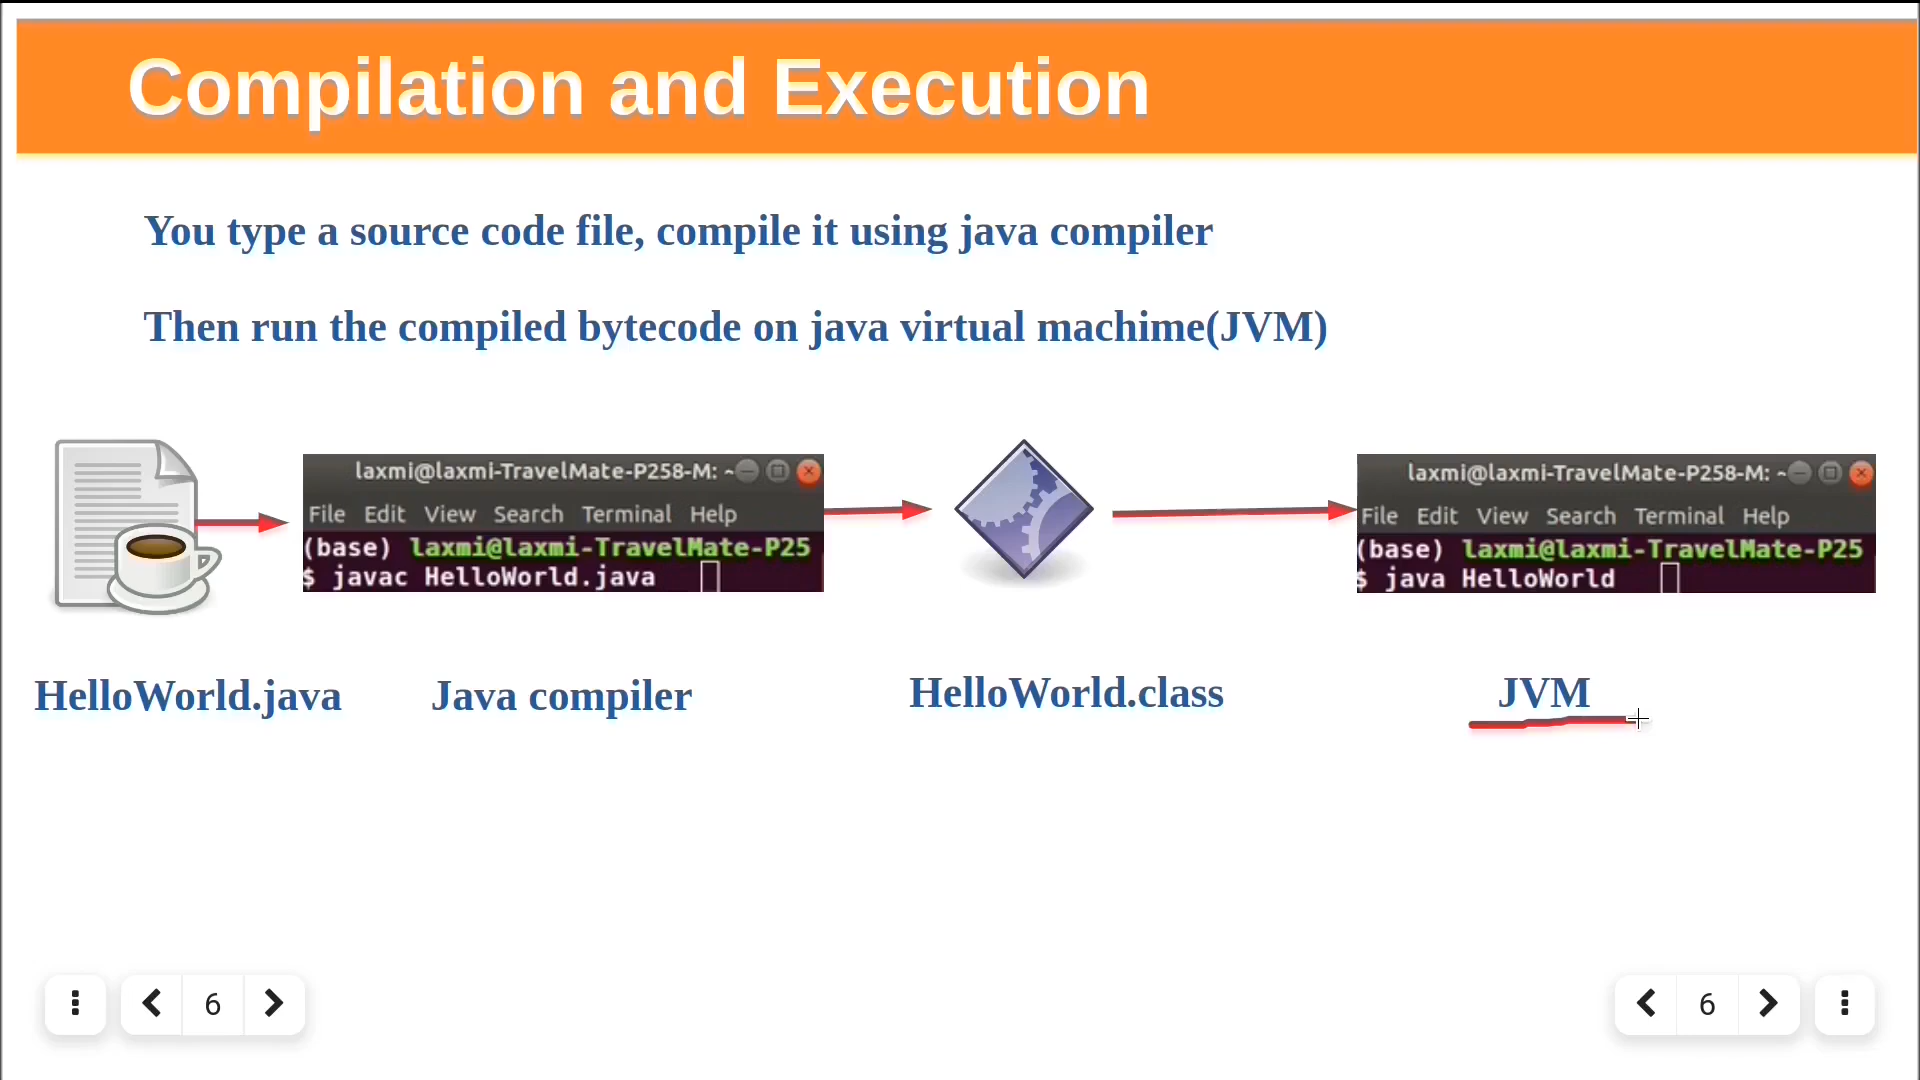 Compilation and Execution
You type a source code file, compile it using java compiler
Then run the compiled bytecode on java virtual machime(JVM)
laxmi@laxmi-TravelMate-P258-M: ~
File Edit View Search Terminal Help
(base) laxmi@laxmi-TravelMate-P25
$ javac HelloWorld.java
laxmi@laxmi-TravelMate-P258-M: ~
File Edit View Search Terminal Help
(base) laxmi@laxmi-TravelMate-P25
$ java HelloWorld
HelloWorld.java
Java compiler
HelloWorld.class
JVM
6
6